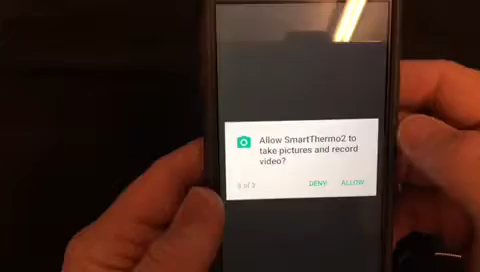 Allow SmartThermo2 to
take pictures and record
video?
3 of 3
DENY ALLOW